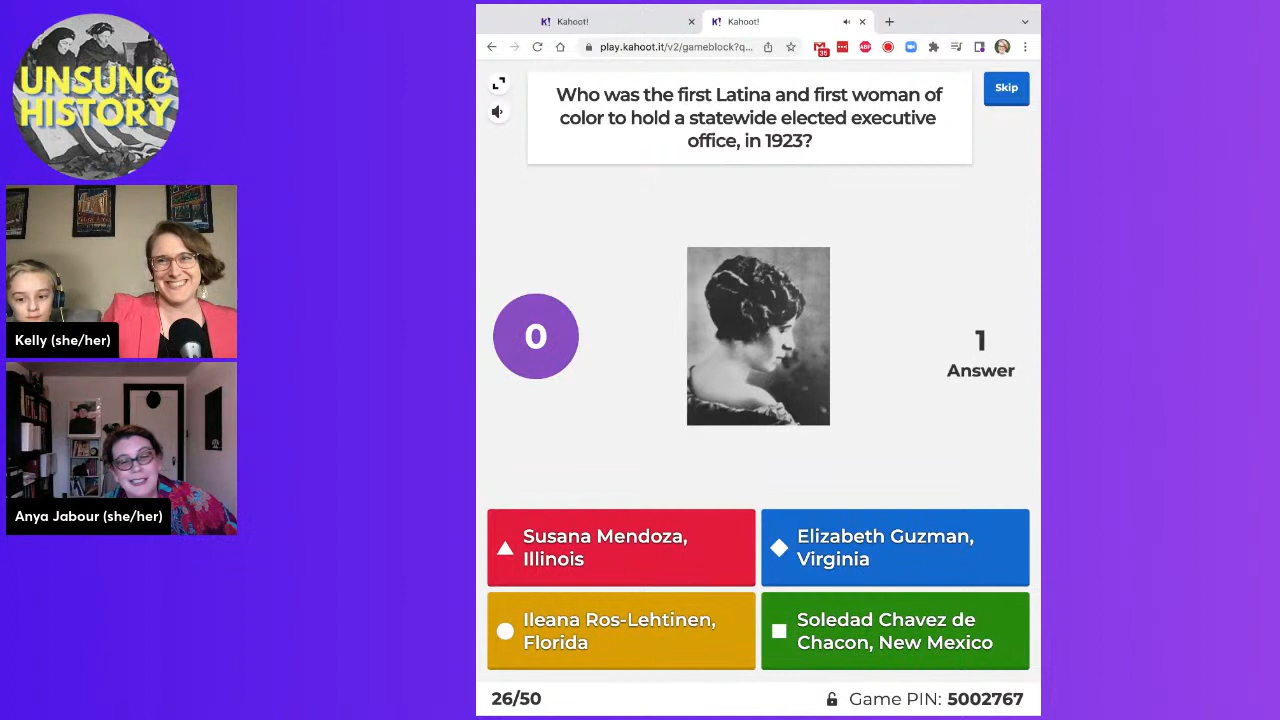 UNSUNG
HISTORY
Kelly (she/her)
Anya Jabour (she/her)
K! Kahoot!
K! Kahoot!
play.kahoot.it/v2/gameblock?q...
36
ABP
Who was the first Latina and first woman of
color to hold a statewide elected executive
office, in 1923?
Skip
0
1
Answer
Susana Mendoza,
Illinois
Elizabeth Guzman,
Virginia
Ileana Ros-Lehtinen,
Florida
Soledad Chavez de
Chacon, New Mexico
26/50
Game PIN: 5002767